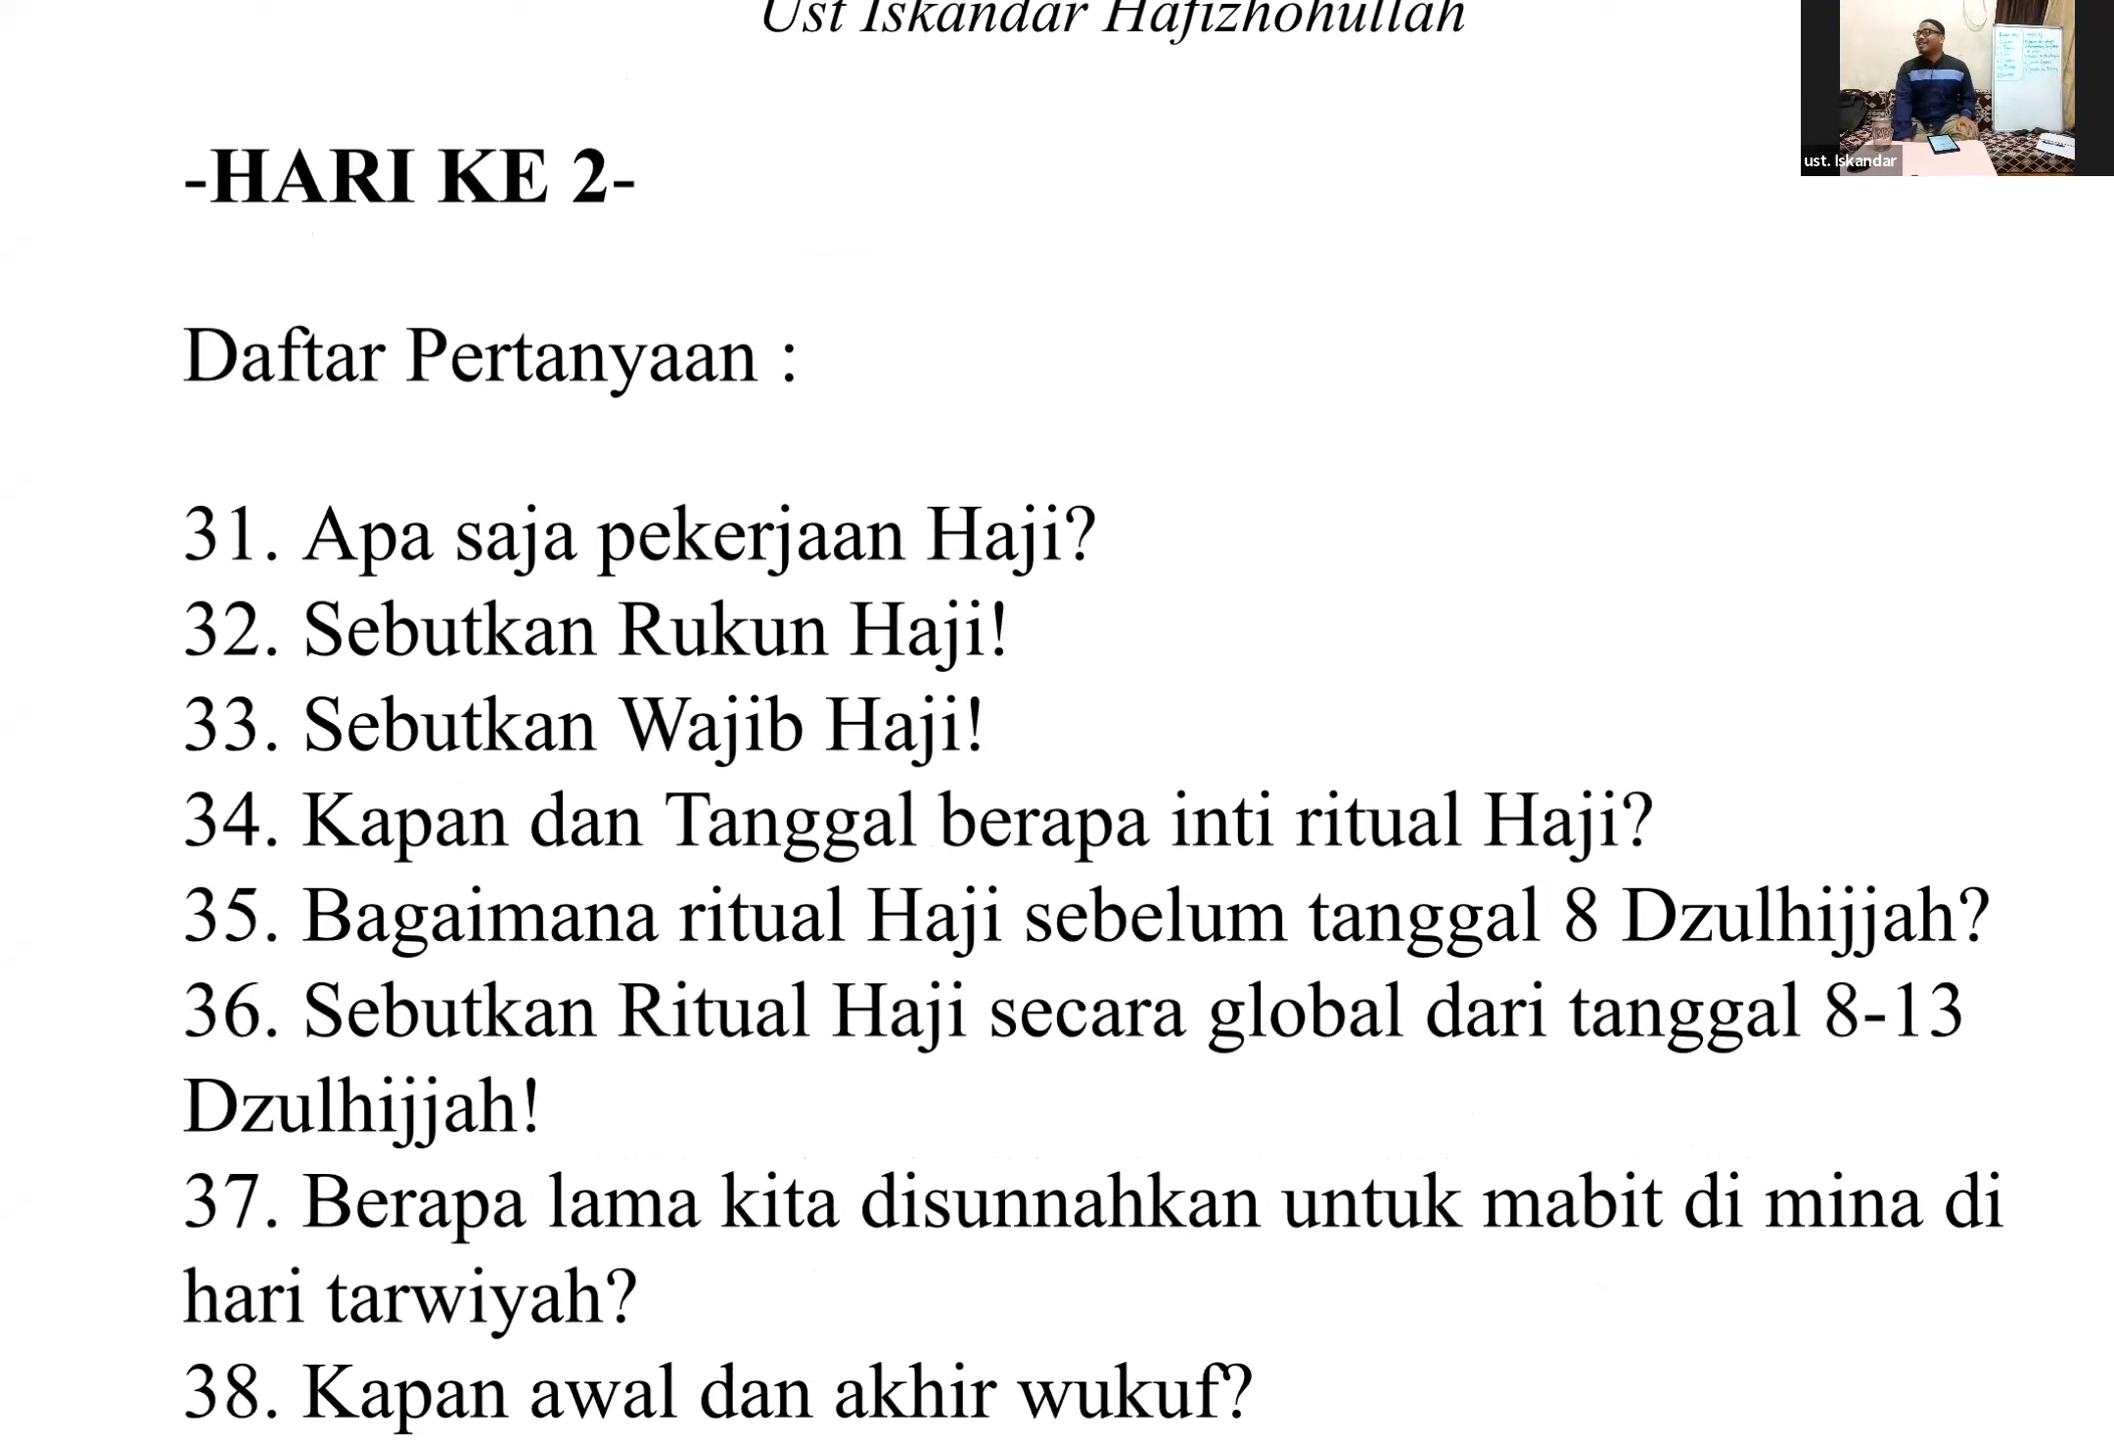 Ust Iskandar Hafizhohullah
ust. Iskandar
-HARI KE 2-
Daftar Pertanyaan :
31. Apa saja pekerjaan Haji?
32. Sebutkan Rukun Haji!
33. Sebutkan Wajib Haji!
34. Kapan dan Tanggal berapa inti ritual Haji?
35. Bagaimana ritual Haji sebelum tanggal 8 Dzulhijjah?
36. Sebutkan Ritual Haji secara global dari tanggal 8-13
Dzulhijjah!
37. Berapa lama kita disunnahkan untuk mabit di mina di
hari tarwiyah?
38. Kapan awal dan akhir wukuf?